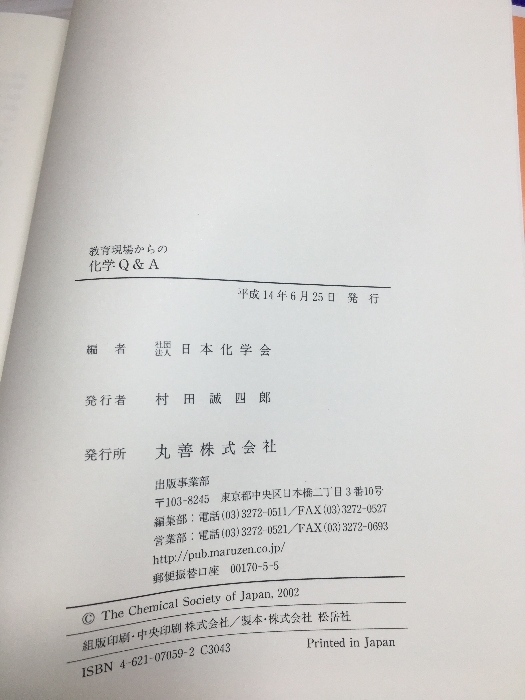 教育現場からの
化学 Q & A
平成 14 年 6 月 25 日 発 行
編 者 社団法人 日 本 化 学 会
発行者 村 田 誠 四 郎
発行所 丸 善 株 式 会 社
出版事業部
〒103-8245 東京都中央区日本橋二丁目3番10号
編集部：電話(03)3272-0511／FAX(03)3272-0527
営業部：電話(03)3272-0521／FAX(03)3272-0693
http://pub.maruzen.co.jp/
郵便振替口座 00170-5-5
© The Chemical Society of Japan, 2002
組版印刷・中央印刷株式会社／製本・株式会社 松岳社
ISBN 4-621-07059-2 C3043 Printed in Japan